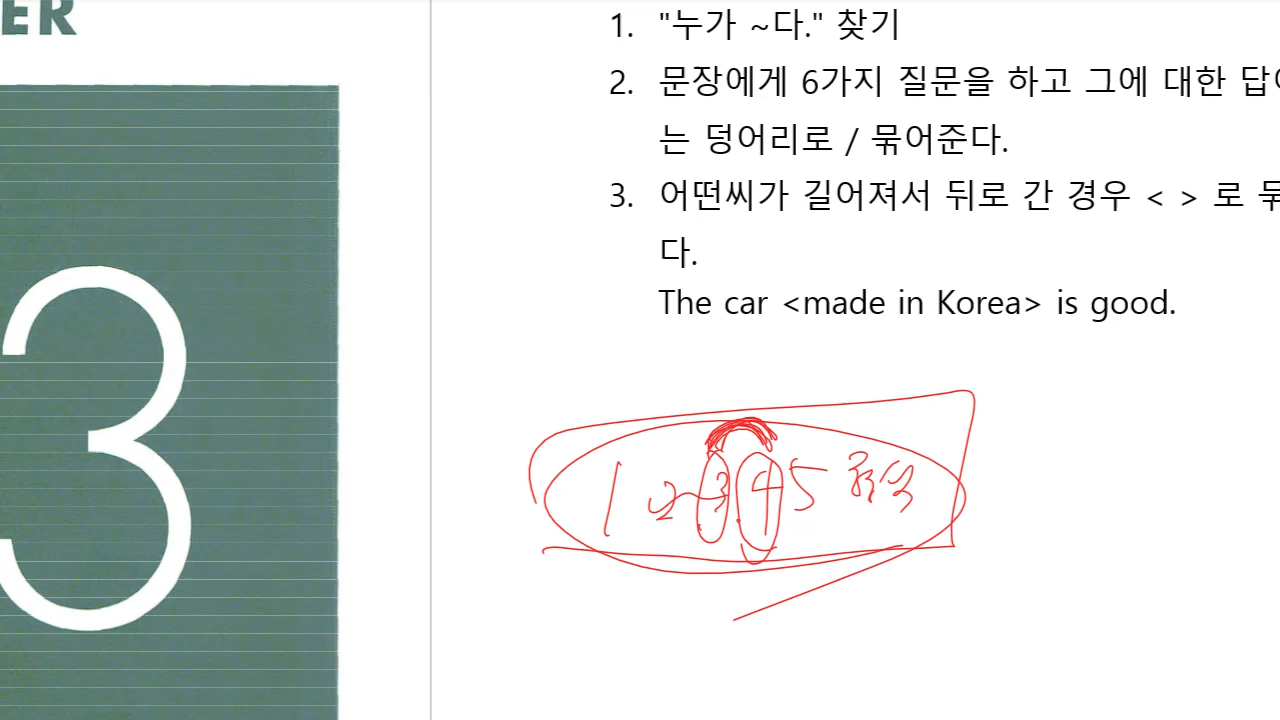 ER
3
1. "누가 ~다." 찾기
2. 문장에게 6가지 질문을 하고 그에 대한
는 덩어리로 / 묶어준다.
3. 어떤씨가 길어져서 뒤로 간 경우 < > 로
다.
The car <made in Korea> is good.
1 2 3 4 5